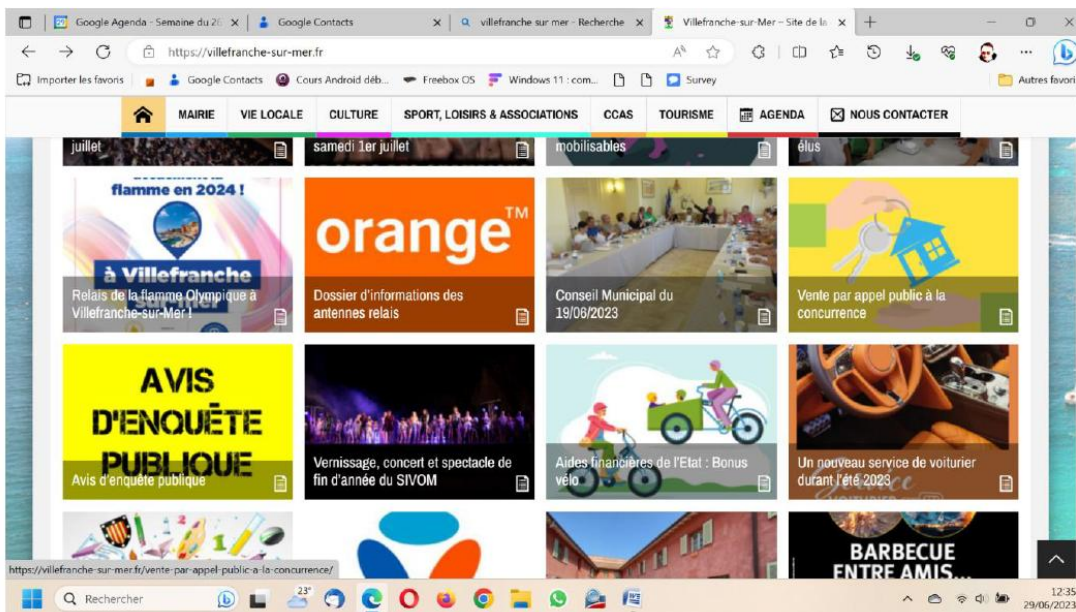 Google Agenda - Semaine du 26
Google Contacts
villefranche sur mer - Recherche
Villefranche-sur-Mer – Site de la
https://villefranche-sur-mer.fr
Importer les favoris
Google Contacts
Cours Android déb...
Freebox OS
Windows 11 : com...
Survey
Autres favoris
MAIRIE
VIE LOCALE
CULTURE
SPORT, LOISIRS & ASSOCIATIONS
CCAS
TOURISME
AGENDA
NOUS CONTACTER
juillet
samedi 1er juillet
mobilisables
élus
flamme en 2024 !
à Villefranche
sur-mer !
Relais de la flamme Olympique à
Villefranche-sur-Mer !
orange™
Dossier d'informations des
antennes relais
Conseil Municipal du
19/06/2023
Vente par appel public à la
concurrence
AVIS
D'ENQUÊTE
PUBLIQUE
Avis d'enquête publique
Vernissage, concert et spectacle de
fin d'année du SIVOM
Aides financières de l'Etat : Bonus
vélo
Un nouveau service de voiturier
durant l'été 2023
Service
VOITURIER
BARBECUE
ENTRE AMIS...
https://villefranche-sur-mer.fr/vente-par-appel-public-a-la-concurrence/
Rechercher
23°
12:35
29/06/2023